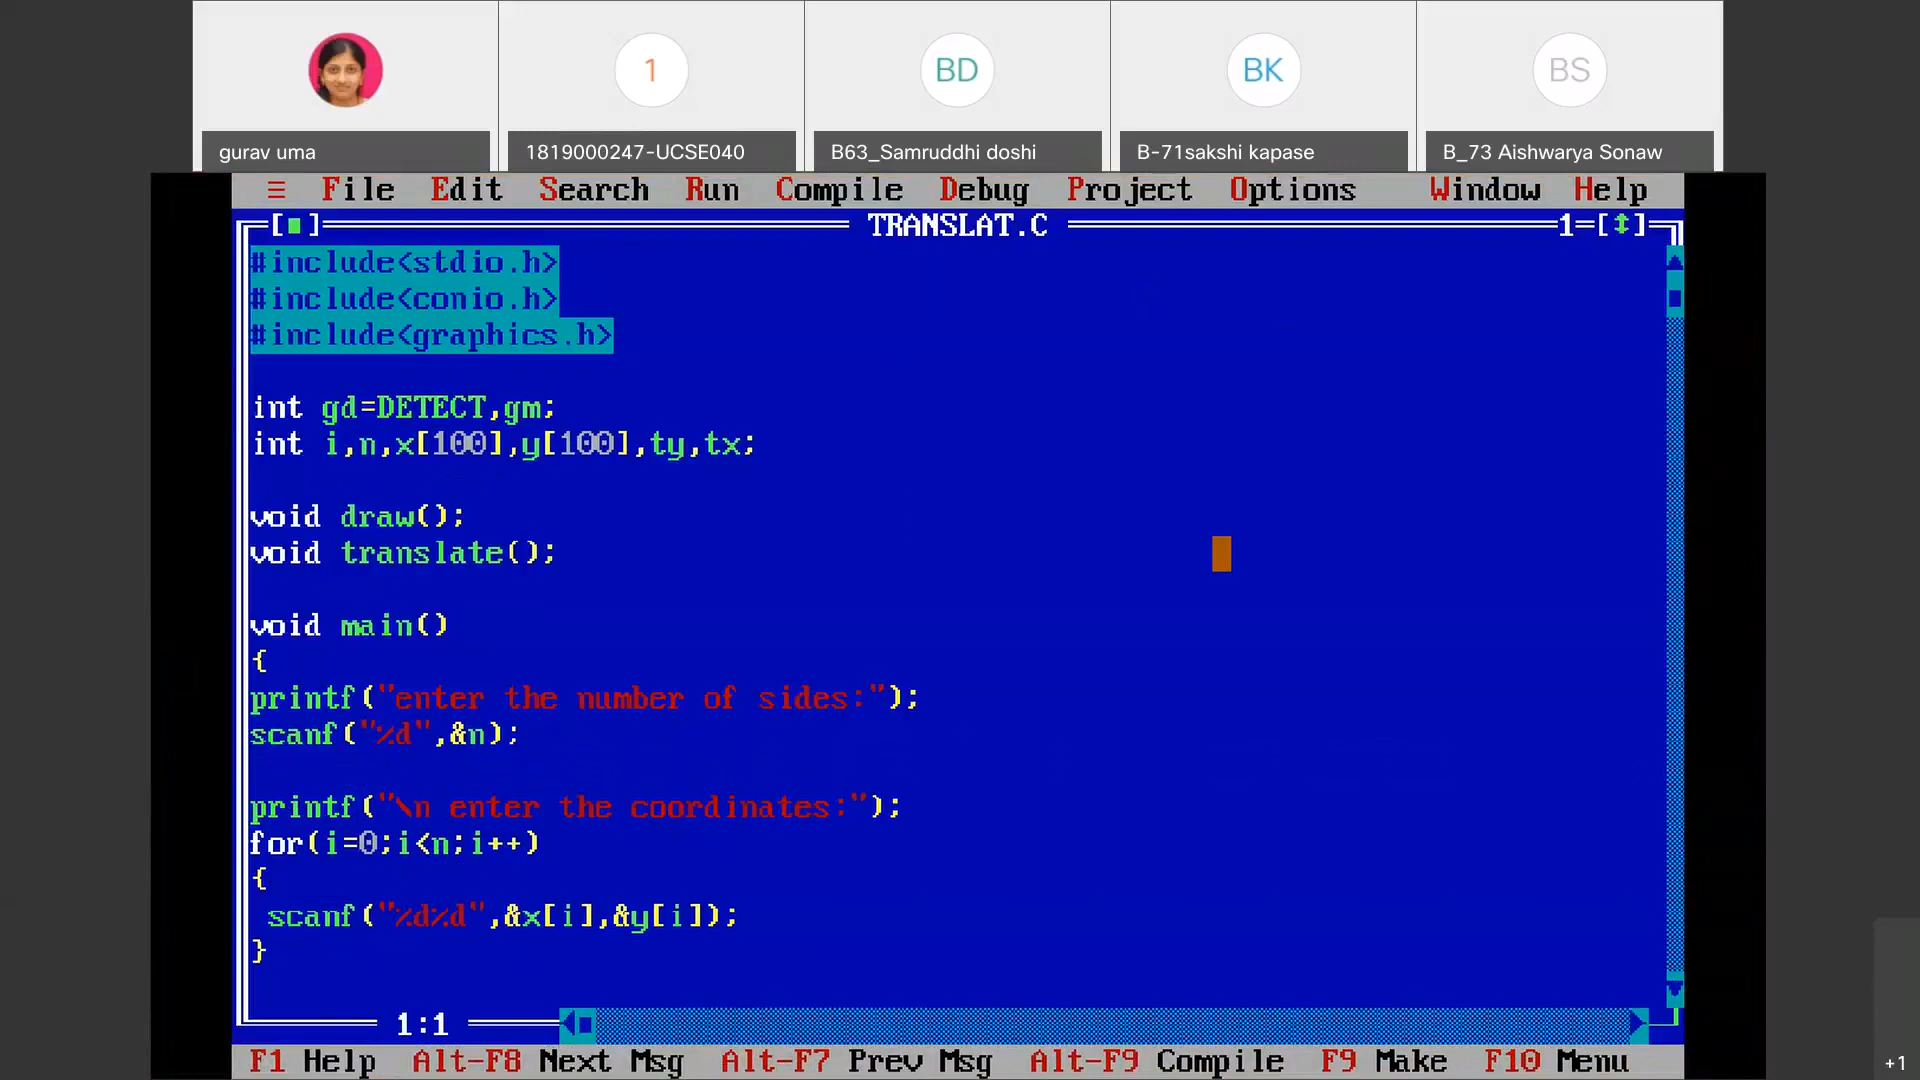 1
BD
BK
BS
gurav uma
1819000247-UCSE040
B63_Samruddhi doshi
B-71sakshi kapase
B_73 Aishwarya Sonaw
≡ File Edit Search Run Compile Debug Project Options Window Help
[■] TRANSLAT.C 1=[↕]
#include<stdio.h>
#include<conio.h>
#include<graphics.h>
int gd=DETECT,gm;
int i,n,x[100],y[100],ty,tx;
void draw();
void translate();
void main()
{
printf("enter the number of sides:");
scanf("%d",&n);
printf("\n enter the coordinates:");
for(i=0;i<n;i++)
{
scanf("%d%d",&x[i],&y[i]);
}
1:1
F1 Help Alt-F8 Next Msg Alt-F7 Prev Msg Alt-F9 Compile F9 Make F10 Menu
+1